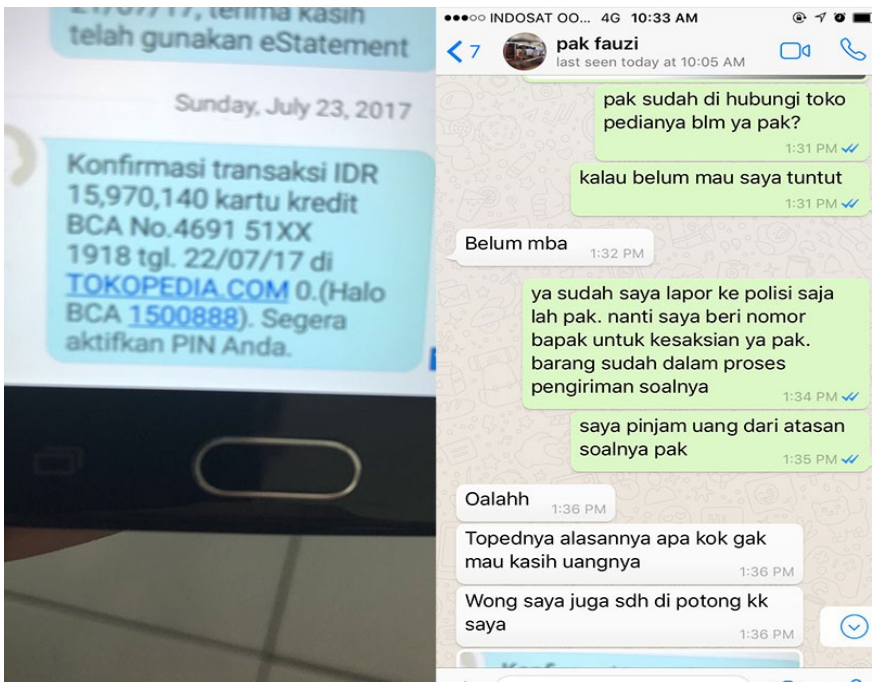 21/07/17, terima kasih
telah gunakan eStatement
Sunday, July 23, 2017
Konfirmasi transaksi IDR
15,970,140 kartu kredit
BCA No.4691 51XX
1918 tgl. 22/07/17 di
TOKOPEDIA.COM 0.(Halo
BCA 1500888). Segera
aktifkan PIN Anda.
INDOSAT OO... 4G 10:33 AM
7
pak fauzi
last seen today at 10:05 AM
pak sudah di hubungi toko
pedianya blm ya pak?
1:31 PM
kalau belum mau saya tuntut
1:31 PM
Belum mba
1:32 PM
ya sudah saya lapor ke polisi saja
lah pak. nanti saya beri nomor
bapak untuk kesaksian ya pak.
barang sudah dalam proses
pengiriman soalnya
1:34 PM
saya pinjam uang dari atasan
soalnya pak
1:35 PM
Oalahh
1:36 PM
Topednya alasannya apa kok gak
mau kasih uangnya
1:36 PM
Wong saya juga sdh di potong kk
saya
1:36 PM